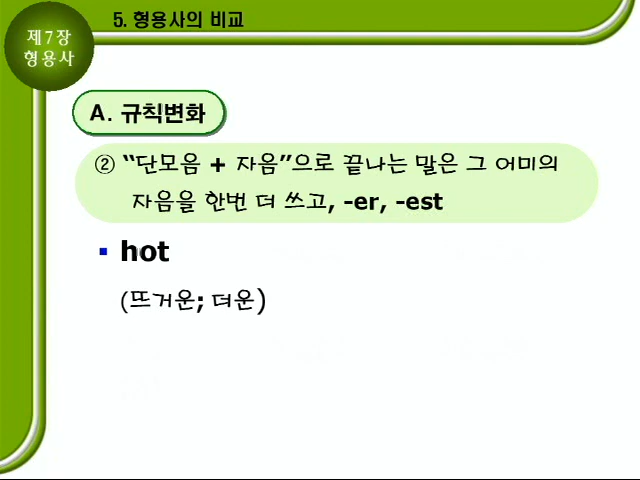 5. 형용사의 비교
제7장
형용사
A. 규칙변화
② “단모음 + 자음”으로 끝나는 말은 그 어미의
자음을 한번 더 쓰고, -er, -est
▪ hot
(뜨거운; 더운)